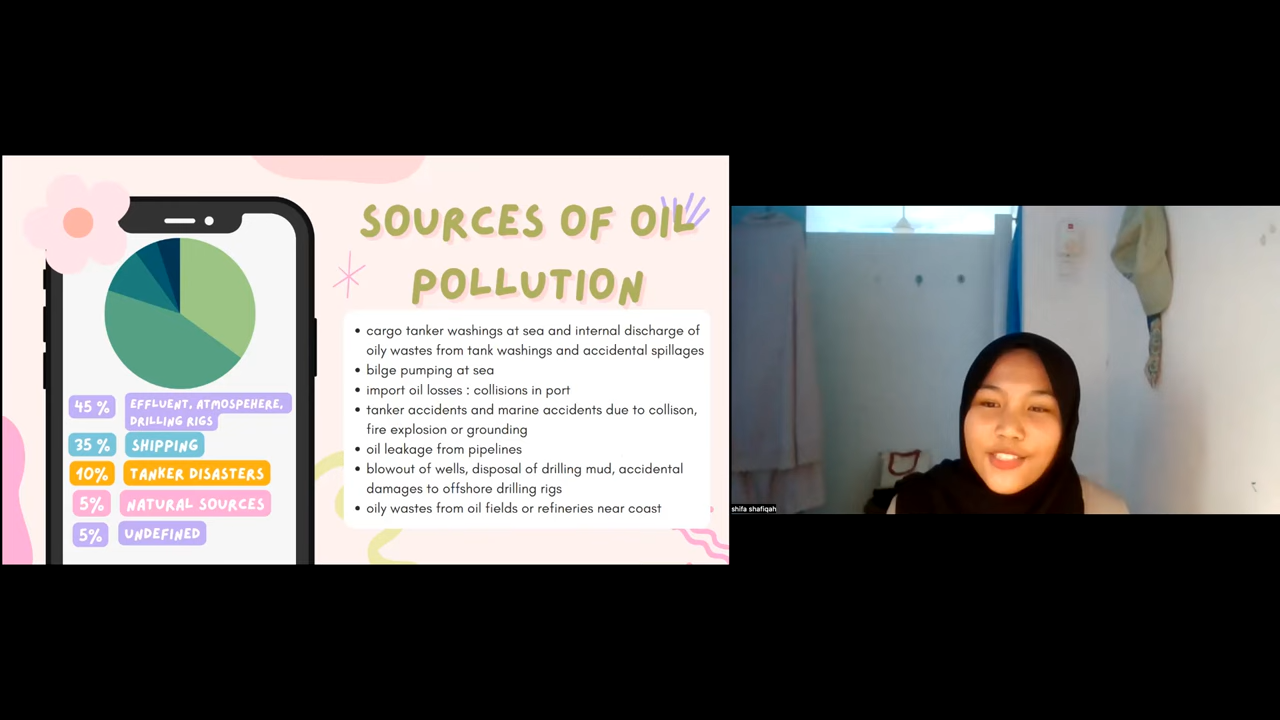 SOURCES OF OIL
POLLUTION
45 %
EFFLUENT, ATMOSPEHERE,
DRILLING RIGS
35 %
SHIPPING
10%
TANKER DISASTERS
5%
NATURAL SOURCES
5%
UNDEFINED
• cargo tanker washings at sea and internal discharge of
oily wastes from tank washings and accidental spillages
• bilge pumping at sea
• import oil losses : collisions in port
• tanker accidents and marine accidents due to collison,
fire explosion or grounding
• oil leakage from pipelines
• blowout of wells, disposal of drilling mud, accidental
damages to offshore drilling rigs
• oily wastes from oil fields or refineries near coast
shifa shafiqah